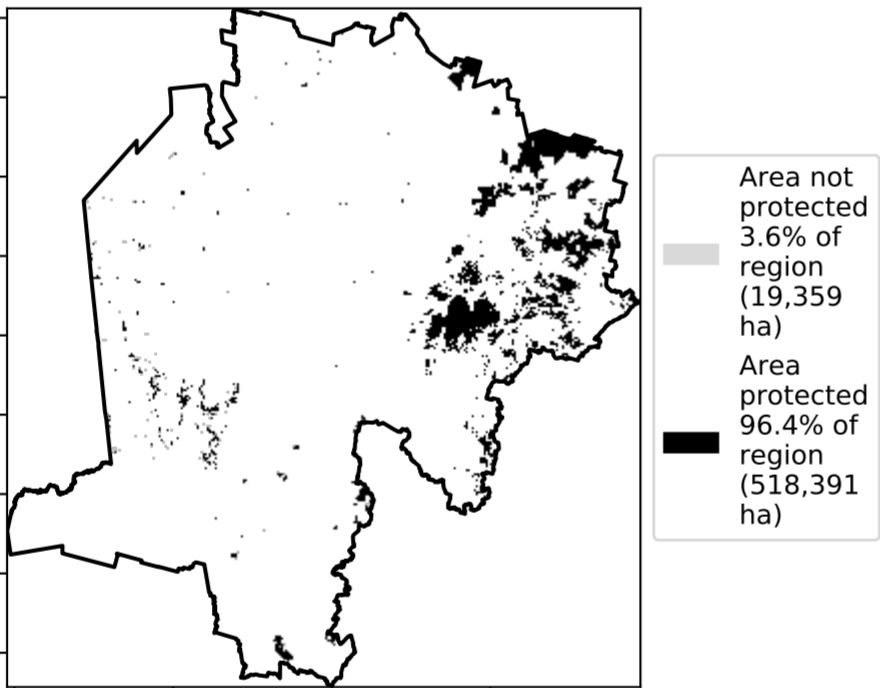 Area not
protected
3.6% of
region
(19,359
ha)
Area
protected
96.4% of
region
(518,391
ha)